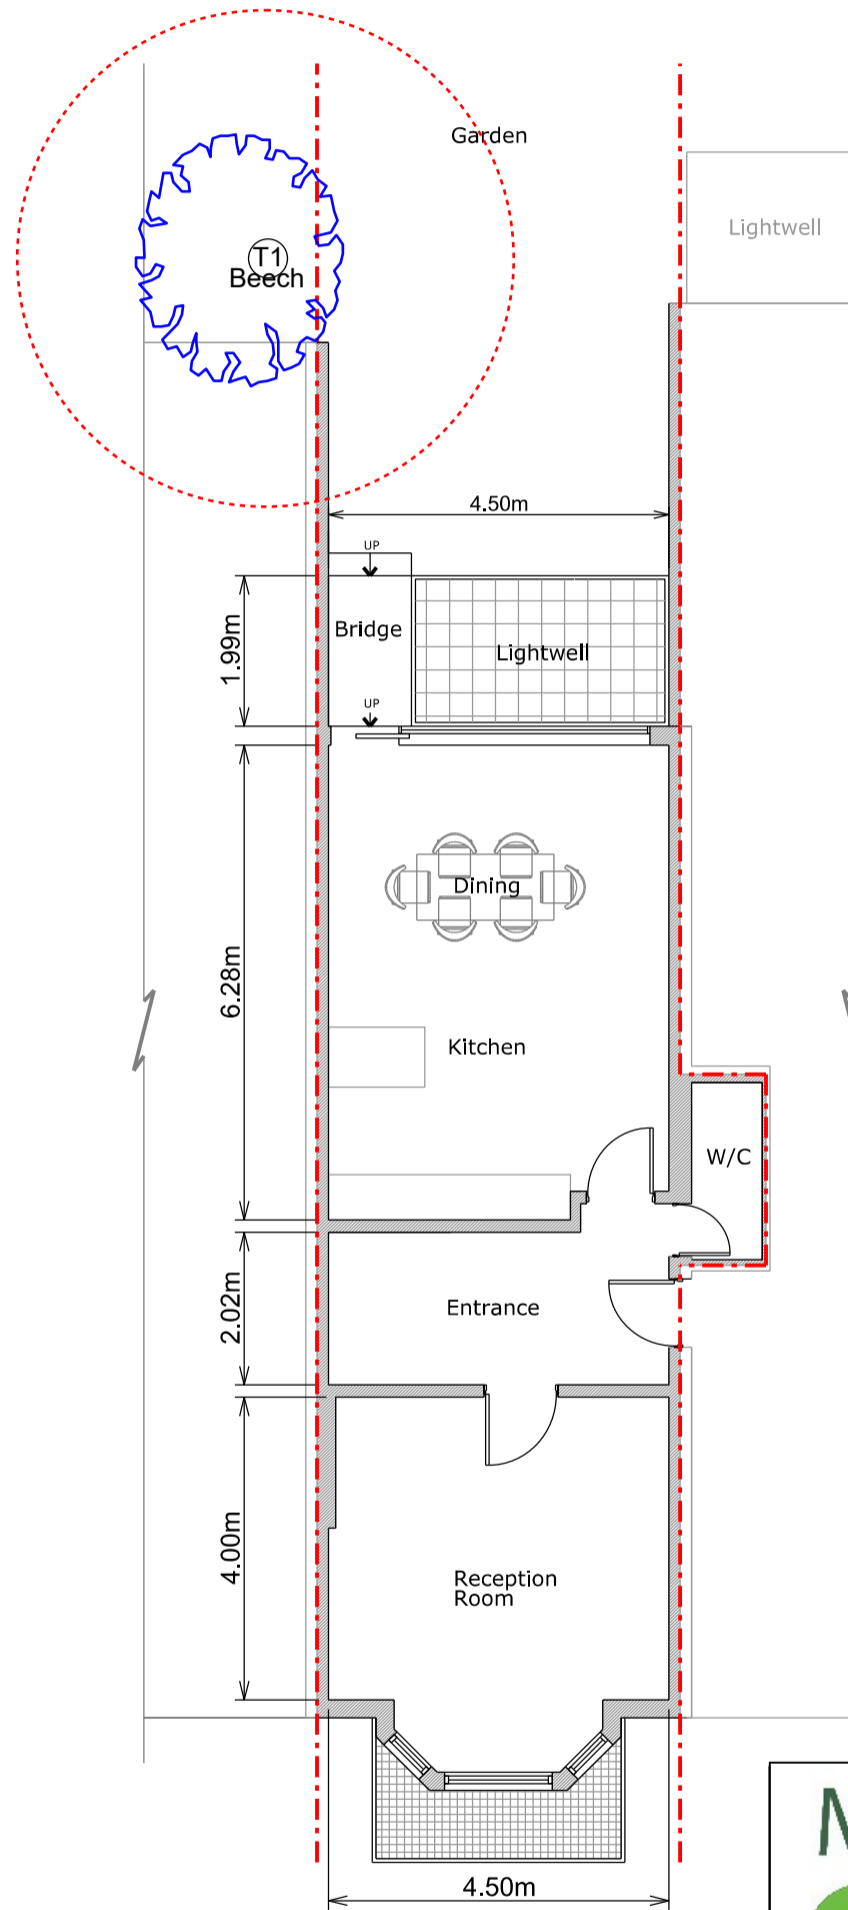 Garden
Lightwell
T1
Beech
4.50m
UP
Bridge
Lightwell
1.99m
UP
Dining
6.28m
Kitchen
W/C
Entrance
2.02m
4.00m
Reception
Room
4.50m